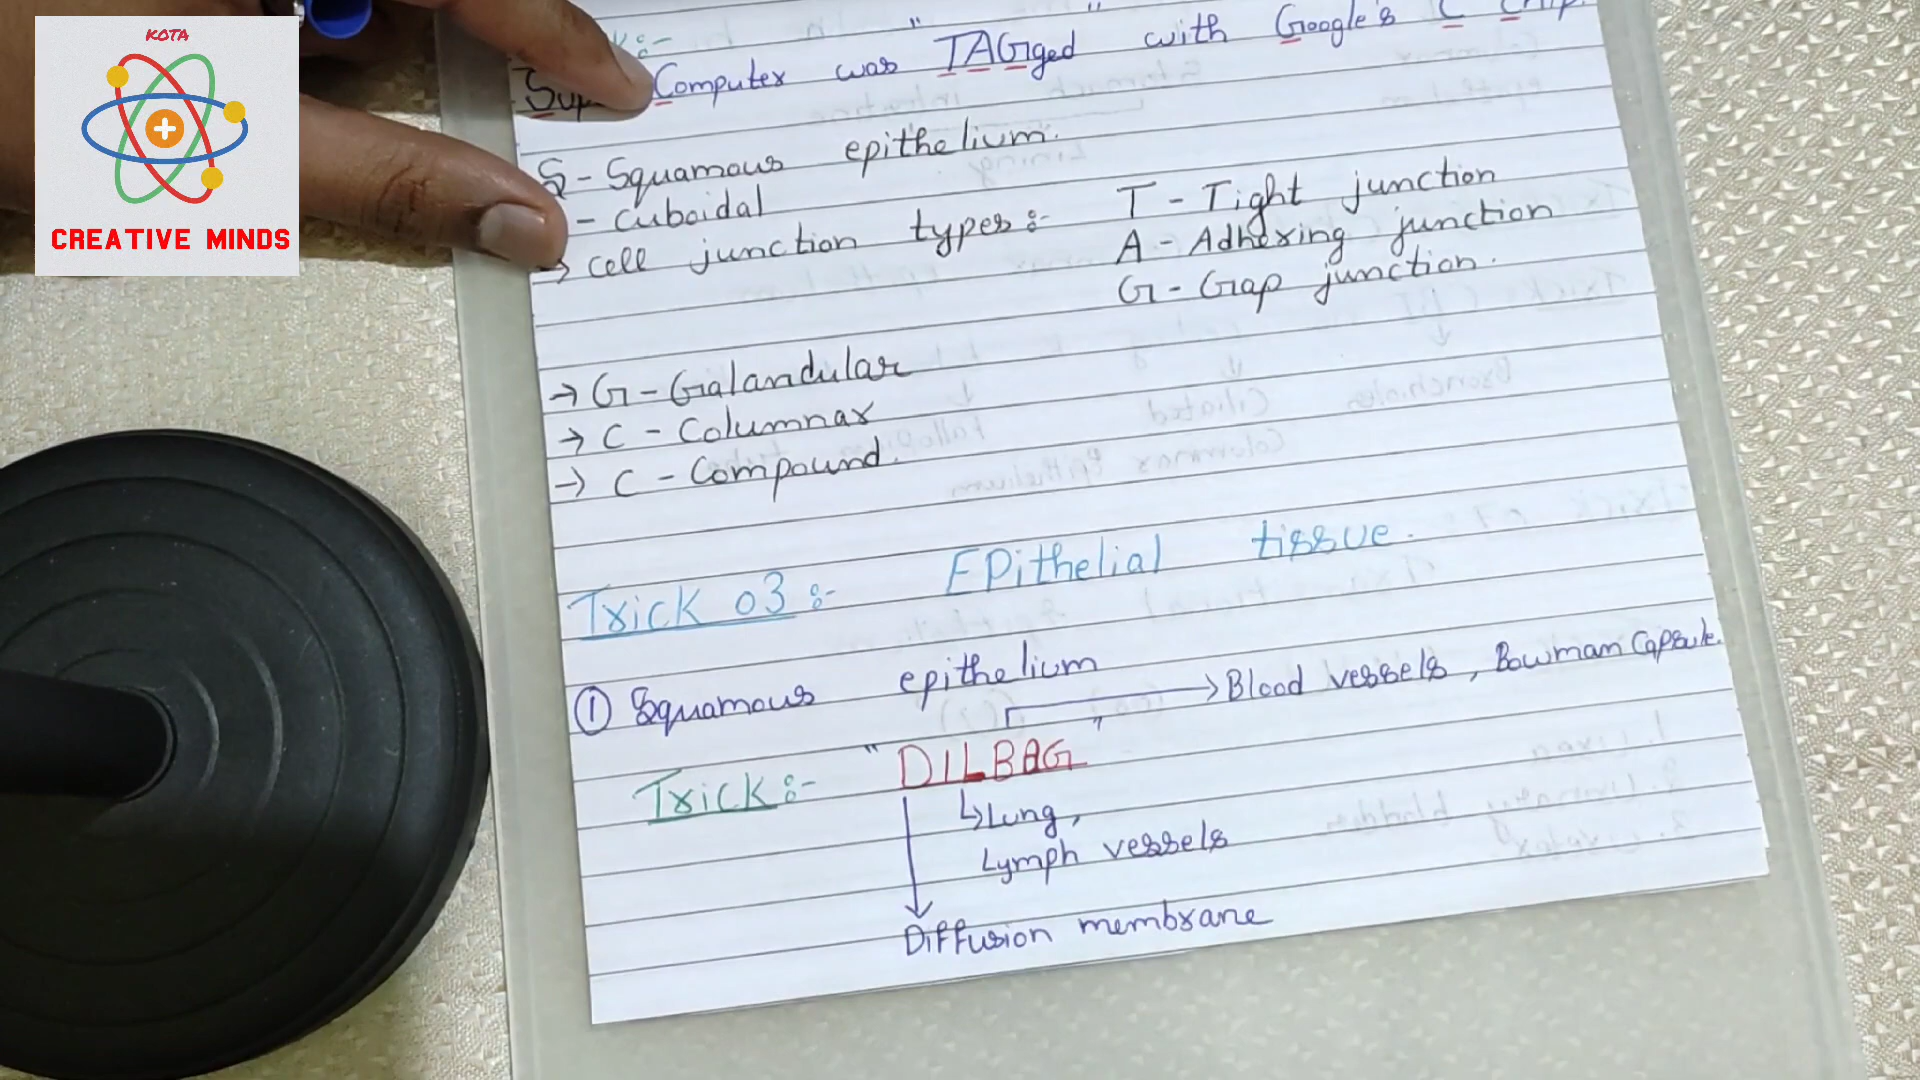 KOTA
CREATIVE MINDS
Computer was "TAGged" with Google's C Chip.
S - Squamous epithelium.
- Cuboidal
→ Cell junction types :- T - Tight junction
A - Adhering junction
G - Gap junction.
→ G - Galandular
→ C - Columnar
→ C - Compound.
Trick 03 :- EPithelial tissue.
① Squamous epithelium
→ Blood vessels, Bowmam Capsule.
Trick :- "DILBAG"
↳ Lung,
Lymph vessels
Diffusion membrane